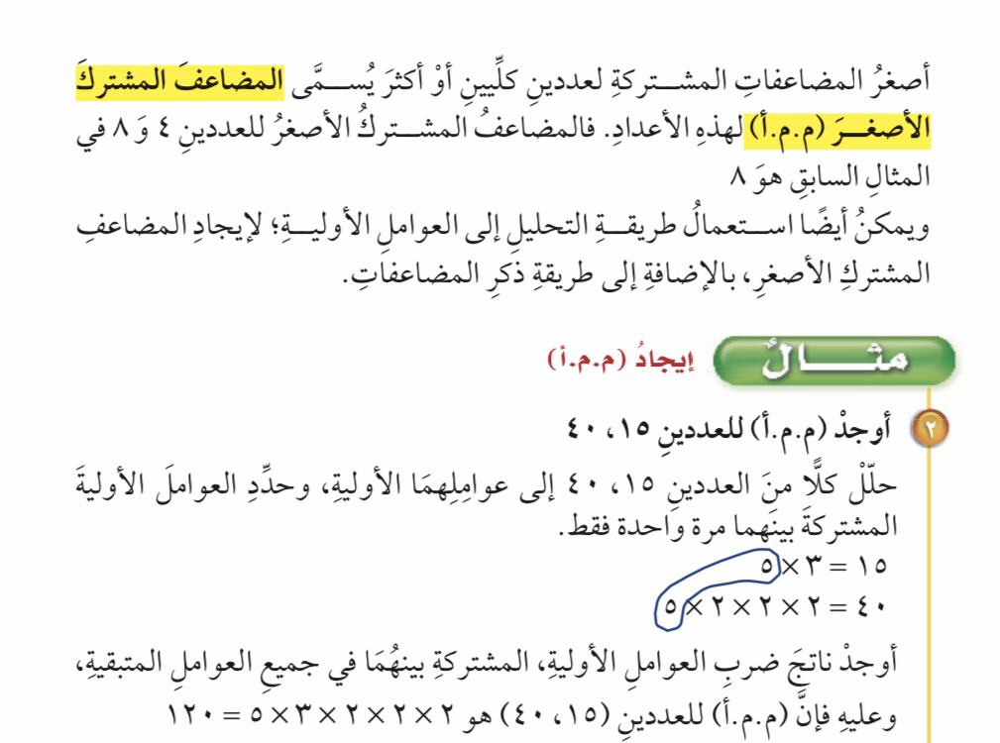 أصغرُ المضاعفاتِ المشتركةِ لعددينِ كلِّيينِ أوْ أكثرَ يُسمَّى المضاعفَ المشتركَ
الأصغرَ (م.م.أ) لهذهِ الأعدادِ. فالمضاعفُ المشتركُ الأصغرُ للعددينِ ٤ وَ ٨ في
المثالِ السابقِ هوَ ٨
ويمكنُ أيضًا استعمالُ طريقةِ التحليلِ إلى العواملِ الأوليةِ؛ لإيجادِ المضاعفِ
المشتركِ الأصغرِ، بالإضافةِ إلى طريقةِ ذكرِ المضاعفاتِ.
مثالٌ إيجادُ (م.م.أ)
٢ أوجدْ (م.م.أ) للعددينِ ١٥، ٤٠
حلّلْ كلًّا منَ العددينِ ١٥، ٤٠ إلى عوامِلِهمَا الأوليةِ، وحدِّدِ العواملَ الأوليةَ
المشتركةَ بينَهما مرة واحدة فقط.
١٥ = ٣ × ٥
٤٠ = ٢ × ٢ × ٢ × ٥
أوجدْ ناتجَ ضربِ العواملِ الأوليةِ، المشتركةِ بينهُمَا في جميعِ العواملِ المتبقيةِ،
وعليهِ فإنَّ (م.م.أ) للعددينِ (١٥، ٤٠) هو ٢ × ٢ × ٢ × ٣ × ٥ = ١٢٠